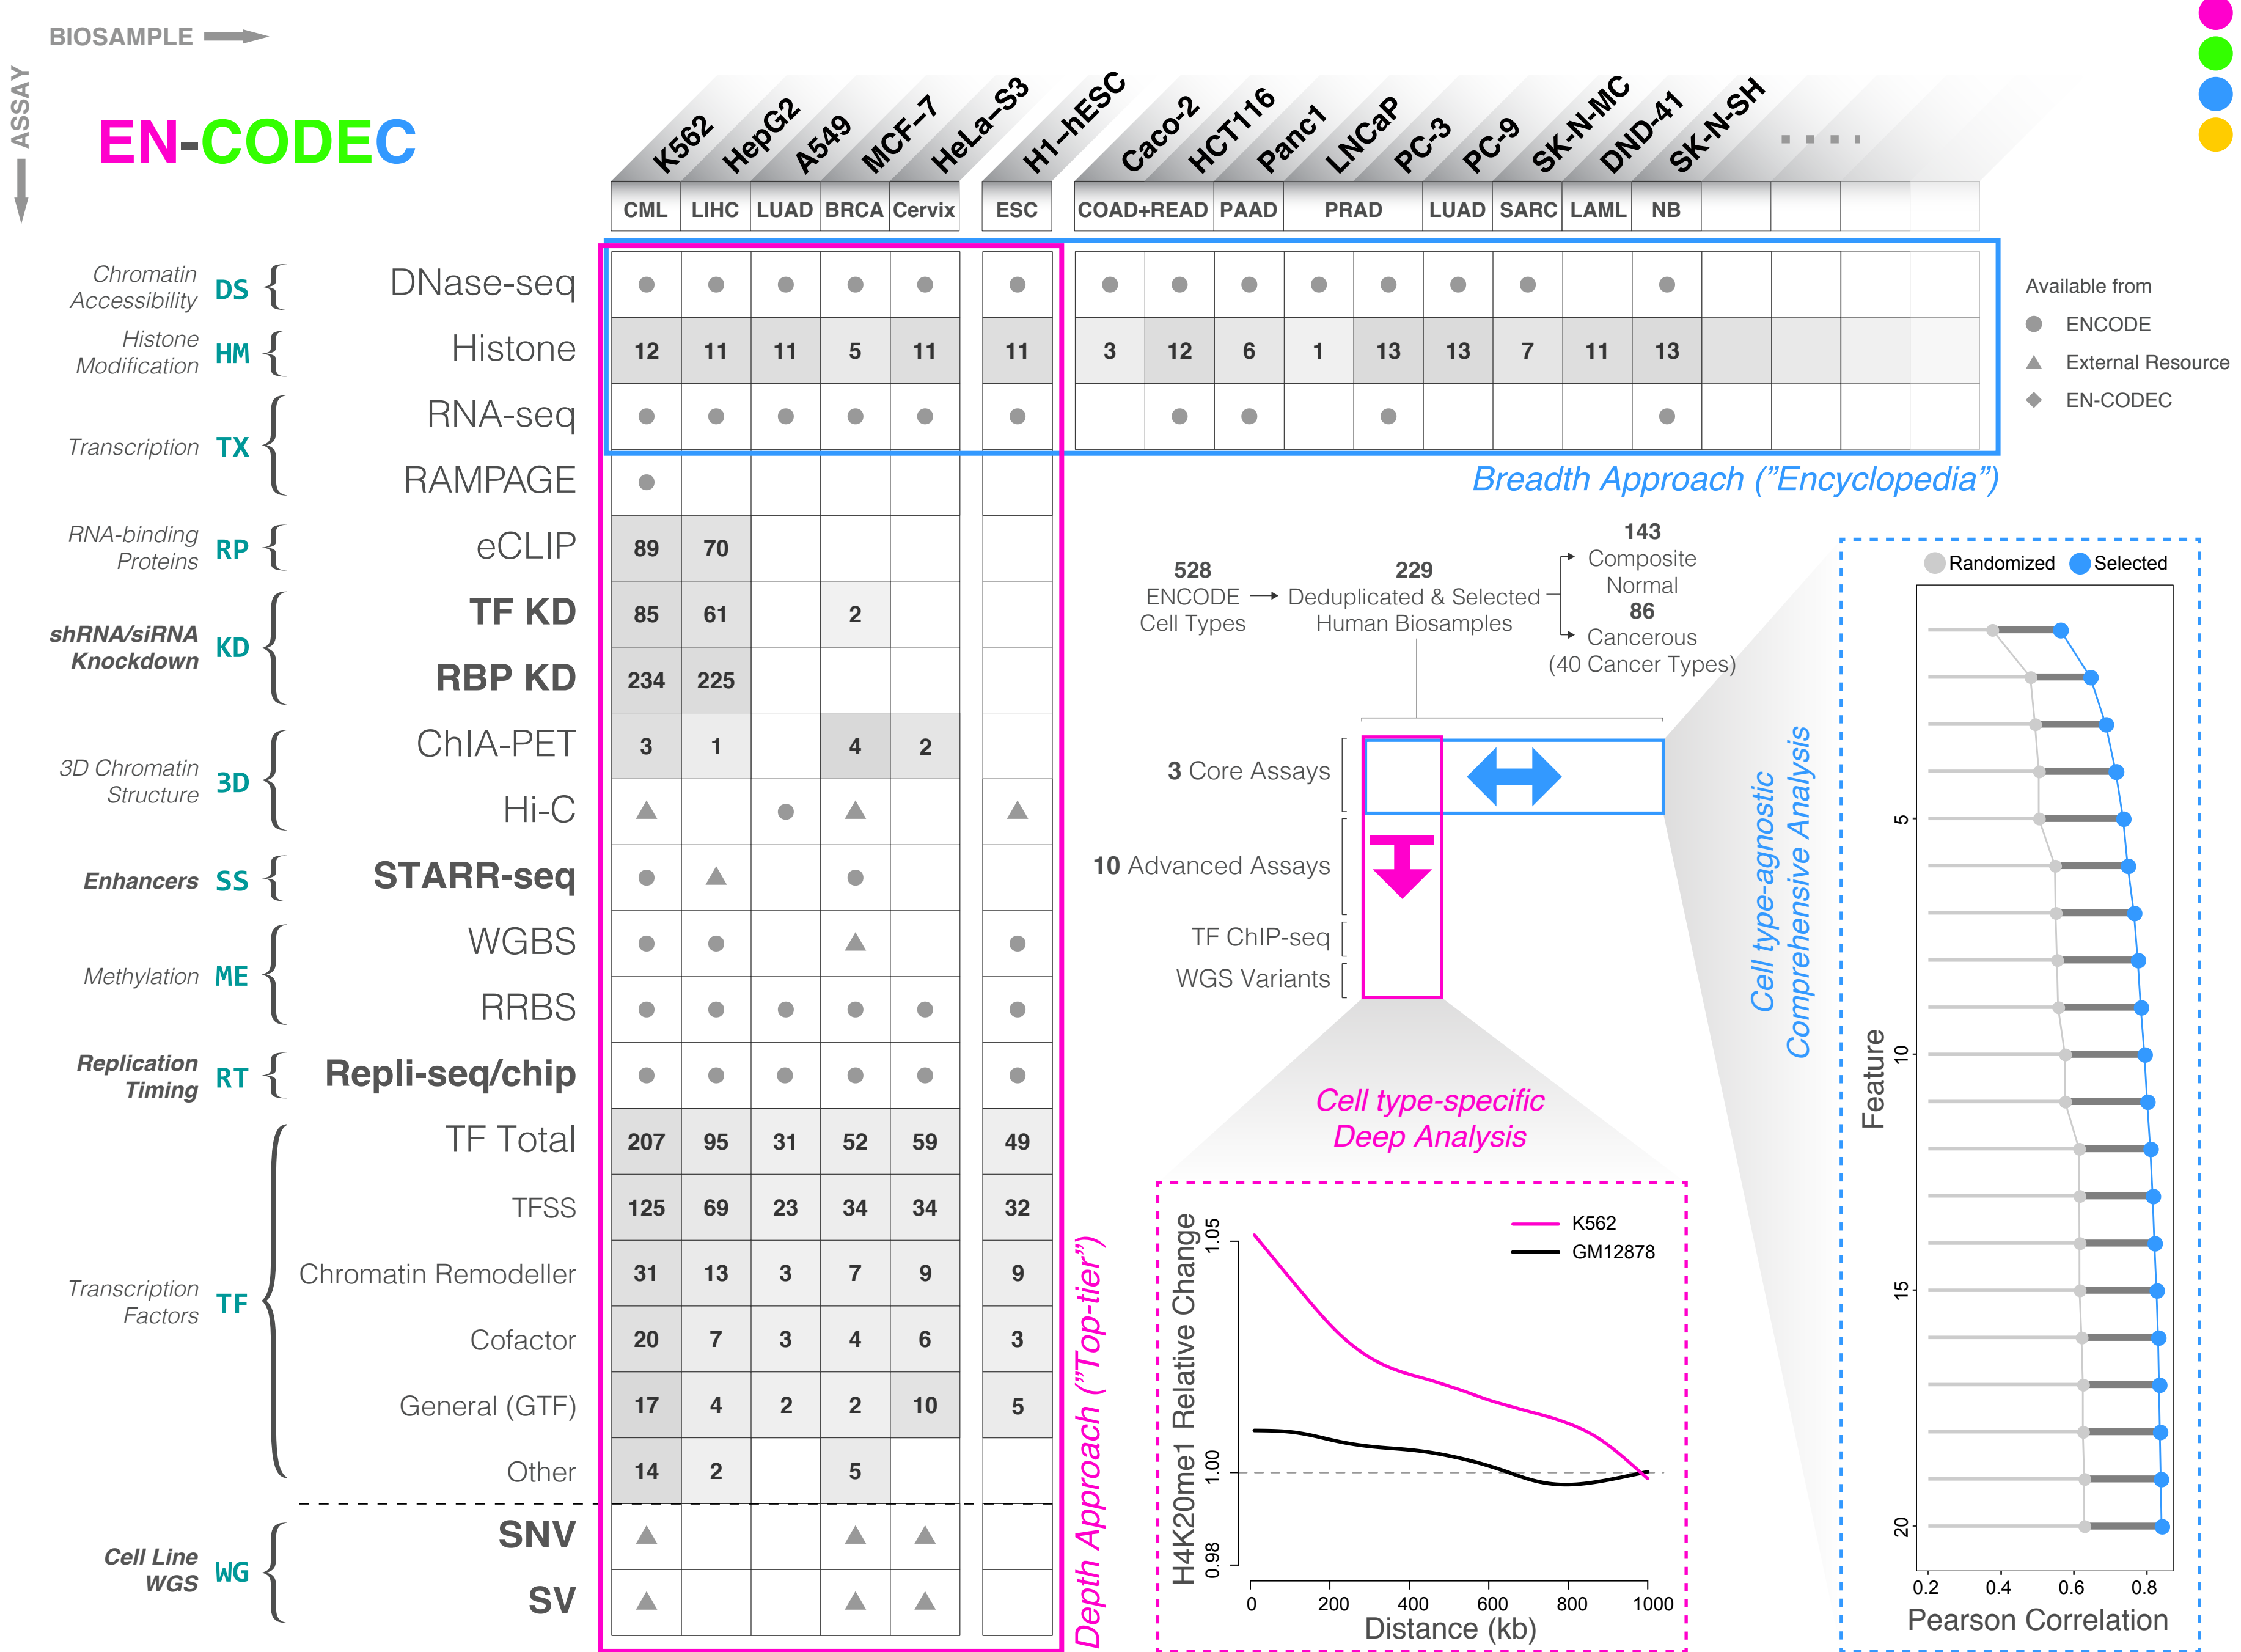 BIOSAMPLE
ASSAY
EN-CODEC
K562
HepG2
A549
MCF–7
HeLa–S3
H1–hESC
Caco-2
HCT116
Panc1
LNCaP
PC-3
PC-9
SK-N-MC
DND-41
SK-N-SH
....
CML LIHC LUAD BRCA Cervix ESC COAD+READ PAAD PRAD LUAD SARC LAML NB
Chromatin
Accessibility
DS {
DNase-seq
Histone
Modification
HM {
Histone 12 11 11 5 11 11 3 12 6 1 13 13 7 11 13
Transcription TX
RNA-seq
RAMPAGE
Available from
ENCODE
External Resource
EN-CODEC
Breadth Approach ("Encyclopedia")
RNA-binding
Proteins
RP {
eCLIP 89 70
shRNA/siRNA
Knockdown
KD
TF KD 85 61 2
RBP KD 234 225
3D Chromatin
Structure
3D
ChIA-PET 3 1 4 2
Hi-C
Enhancers SS {
STARR-seq
Methylation ME
WGBS
RRBS
Replication
Timing
RT {
Repli-seq/chip
Transcription
Factors
TF
TF Total 207 95 31 52 59 49
TFSS 125 69 23 34 34 32
Chromatin Remodeller 31 13 3 7 9 9
Cofactor 20 7 3 4 6 3
General (GTF) 17 4 2 2 10 5
Other 14 2 5
Cell Line
WGS
WG
SNV
SV
Depth Approach ("Top-tier")
528
ENCODE
Cell Types
229
Deduplicated & Selected
Human Biosamples
143
Composite
Normal
86
Cancerous
(40 Cancer Types)
3 Core Assays
10 Advanced Assays
TF ChIP-seq
WGS Variants
Cell type-specific
Deep Analysis
Cell type-agnostic
Comprehensive Analysis
H4K20me1 Relative Change
1.05
1.00
0.98
K562
GM12878
0 200 400 600 800 1000
Distance (kb)
Randomized Selected
Feature
5
10
15
20
0.2 0.4 0.6 0.8
Pearson Correlation